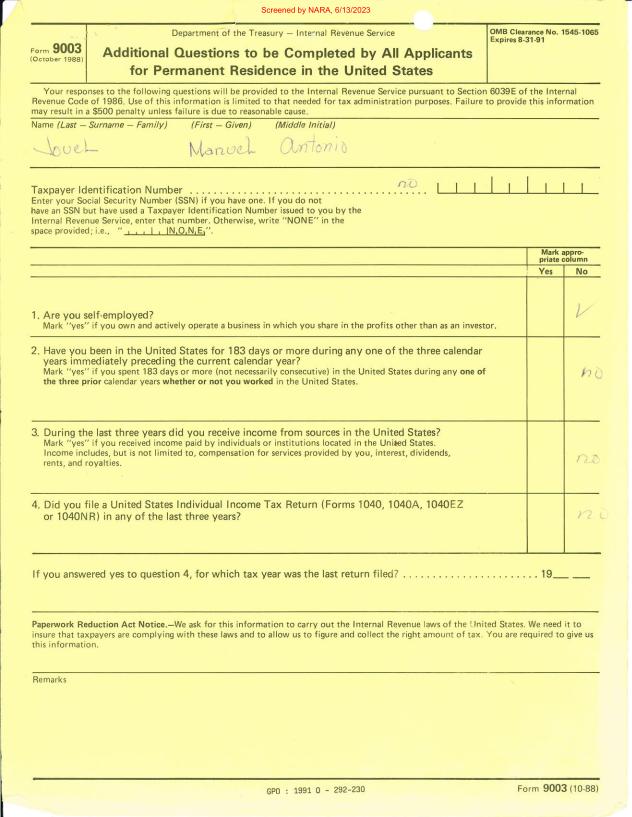 Screened by NARA, 6/13/2023
Department of the Treasury — Internal Revenue Service
OMB Clearance No. 1545-1065
Expires 8-31-91
Form 9003
(October 1988)
Additional Questions to be Completed by All Applicants
for Permanent Residence in the United States
Your responses to the following questions will be provided to the Internal Revenue Service pursuant to Section 6039E of the Internal
Revenue Code of 1986. Use of this information is limited to that needed for tax administration purposes. Failure to provide this information
may result in a $500 penalty unless failure is due to reasonable cause.
Name (Last — Surname — Family) (First — Given) (Middle Initial)
Jouel Manuel Antonio
Taxpayer Identification Number .......................... no
Enter your Social Security Number (SSN) if you have one. If you do not
have an SSN but have used a Taxpayer Identification Number issued to you by the
Internal Revenue Service, enter that number. Otherwise, write "NONE" in the
space provided; i.e., " , , , | , |N,O,N,E,".
Mark appro-
priate column
Yes No
1. Are you self-employed?
Mark "yes" if you own and actively operate a business in which you share in the profits other than as an investor.
✓
2. Have you been in the United States for 183 days or more during any one of the three calendar
years immediately preceding the current calendar year?
Mark "yes" if you spent 183 days or more (not necessarily consecutive) in the United States during any one of
the three prior calendar years whether or not you worked in the United States.
no
3. During the last three years did you receive income from sources in the United States?
Mark "yes" if you received income paid by individuals or institutions located in the United States.
Income includes, but is not limited to, compensation for services provided by you, interest, dividends,
rents, and royalties.
no
4. Did you file a United States Individual Income Tax Return (Forms 1040, 1040A, 1040EZ
or 1040NR) in any of the last three years?
no
If you answered yes to question 4, for which tax year was the last return filed? ....................... 19__ __
Paperwork Reduction Act Notice.—We ask for this information to carry out the Internal Revenue laws of the United States. We need it to
insure that taxpayers are complying with these laws and to allow us to figure and collect the right amount of tax. You are required to give us
this information.
Remarks
GPO : 1991 O - 292-230
Form 9003 (10-88)